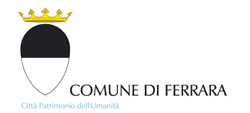 COMUNE DI FERRARA
Città Patrimonio dell'Umanità